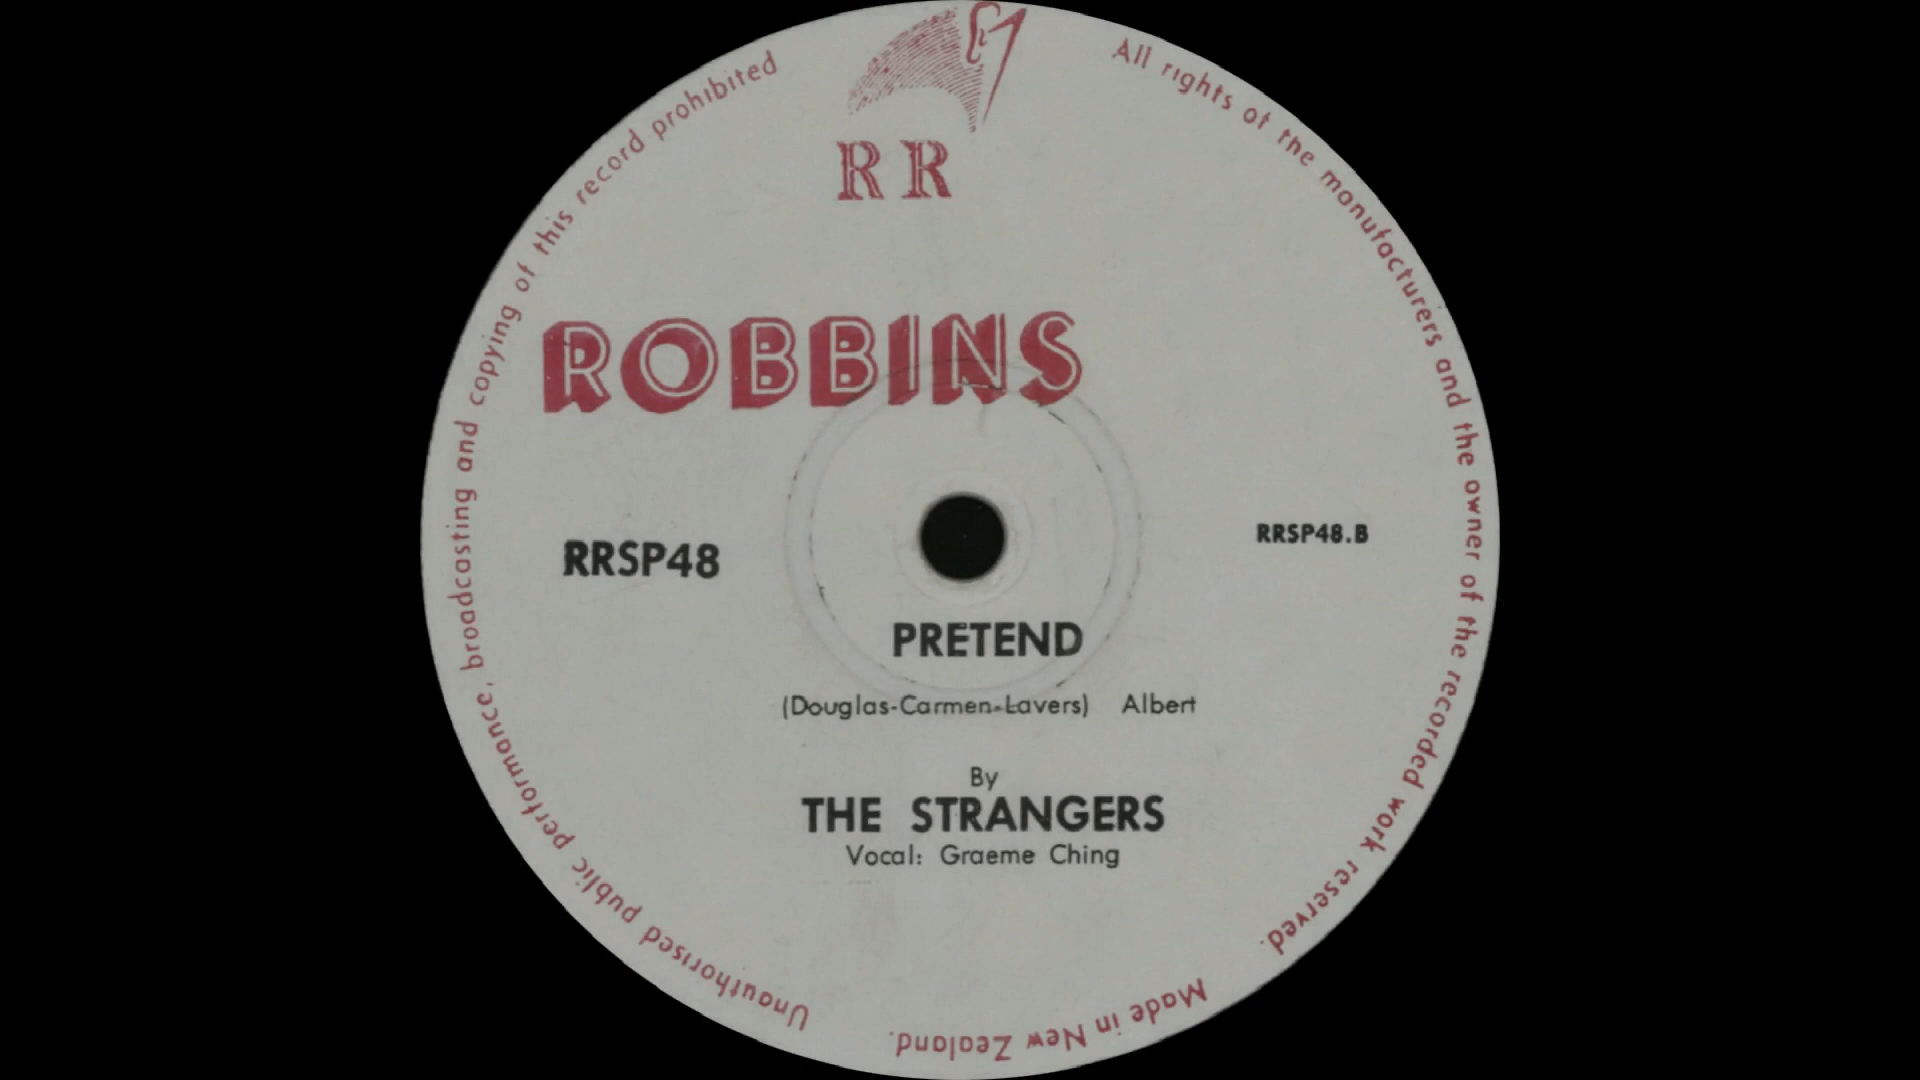 All rights of the manufacturers and the owner of the recorded work reserved.
Made in New Zealand.
Unauthorised public performance, broadcasting and copying of this record prohibited
RR
ROBBINS
RRSP48
RRSP48.B
PRETEND
(Douglas-Carmen-Lavers) Albert
By
THE STRANGERS
Vocal: Graeme Ching